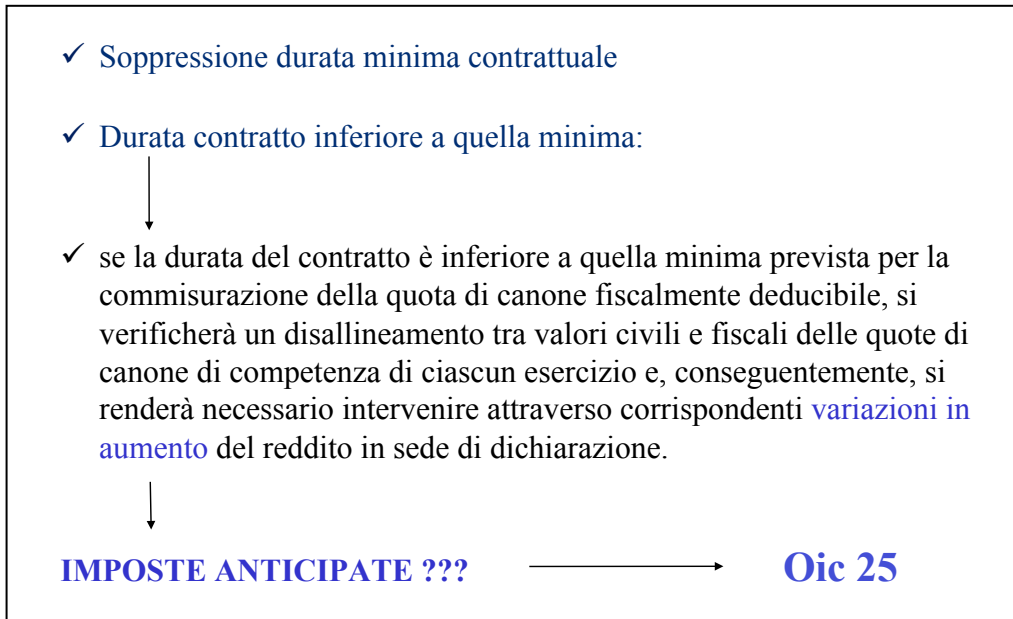 ✓ Soppressione durata minima contrattuale
✓ Durata contratto inferiore a quella minima:
✓ se la durata del contratto è inferiore a quella minima prevista per la
commisurazione della quota di canone fiscalmente deducibile, si
verificherà un disallineamento tra valori civili e fiscali delle quote di
canone di competenza di ciascun esercizio e, conseguentemente, si
renderà necessario intervenire attraverso corrispondenti variazioni in
aumento del reddito in sede di dichiarazione.
IMPOSTE ANTICIPATE ??? Oic 25